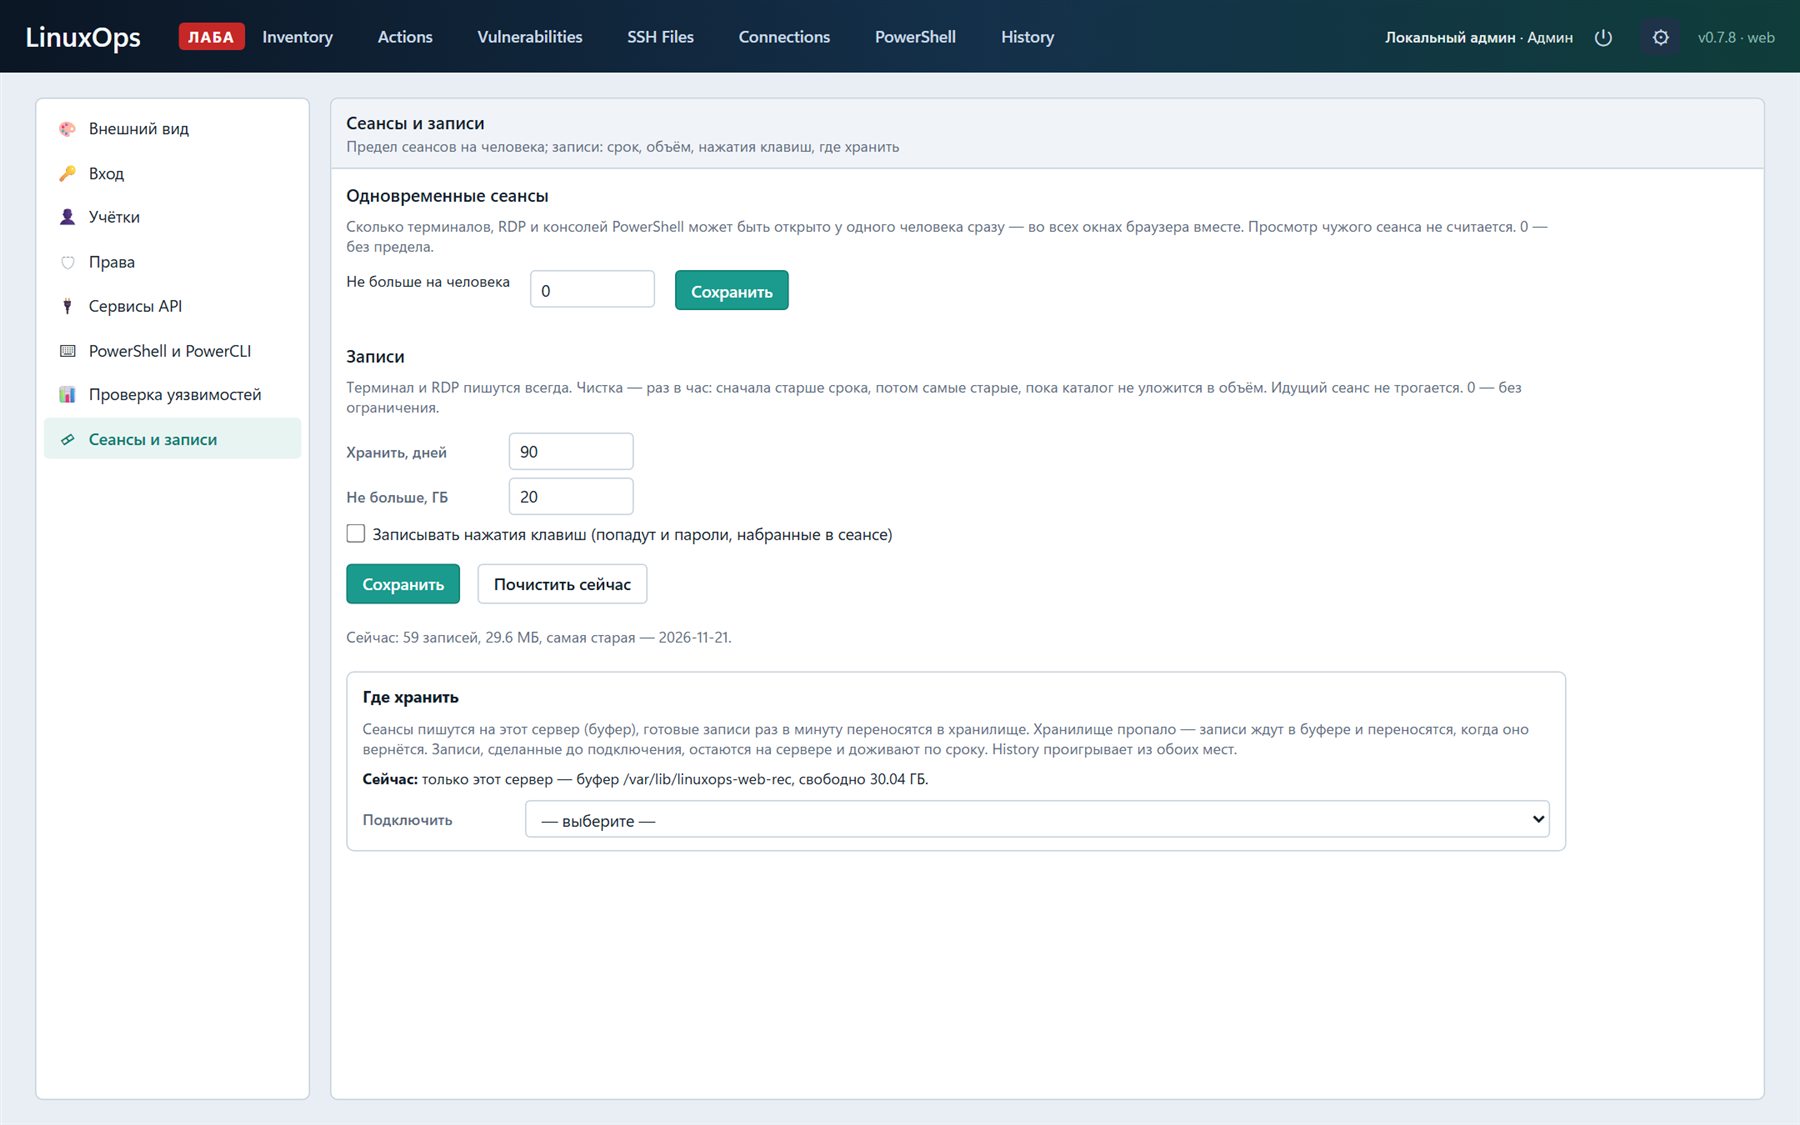 LinuxOps
ЛАБА
Inventory
Actions
Vulnerabilities
SSH Files
Connections
PowerShell
History
Локальный админ · Админ
v0.7.8 · web
Внешний вид
Вход
Учётки
Права
Сервисы API
PowerShell и PowerCLI
Проверка уязвимостей
Сеансы и записи
Сеансы и записи
Предел сеансов на человека; записи: срок, объём, нажатия клавиш, где хранить
Одновременные сеансы
Сколько терминалов, RDP и консолей PowerShell может быть открыто у одного человека сразу — во всех окнах браузера вместе. Просмотр чужого сеанса не считается. 0 —
без предела.
Не больше на человека
0
Сохранить
Записи
Терминал и RDP пишутся всегда. Чистка — раз в час: сначала старше срока, потом самые старые, пока каталог не уложится в объём. Идущий сеанс не трогается. 0 — без
ограничения.
Хранить, дней
90
Не больше, ГБ
20
Записывать нажатия клавиш (попадут и пароли, набранные в сеансе)
Сохранить
Почистить сейчас
Сейчас: 59 записей, 29.6 МБ, самая старая — 2026-11-21.
Где хранить
Сеансы пишутся на этот сервер (буфер), готовые записи раз в минуту переносятся в хранилище. Хранилище пропало — записи ждут в буфере и переносятся, когда оно
вернётся. Записи, сделанные до подключения, остаются на сервере и доживают по сроку. History проигрывает из обоих мест.
Сейчас: только этот сервер — буфер /var/lib/linuxops-web-rec, свободно 30.04 ГБ.
Подключить
— выберите —